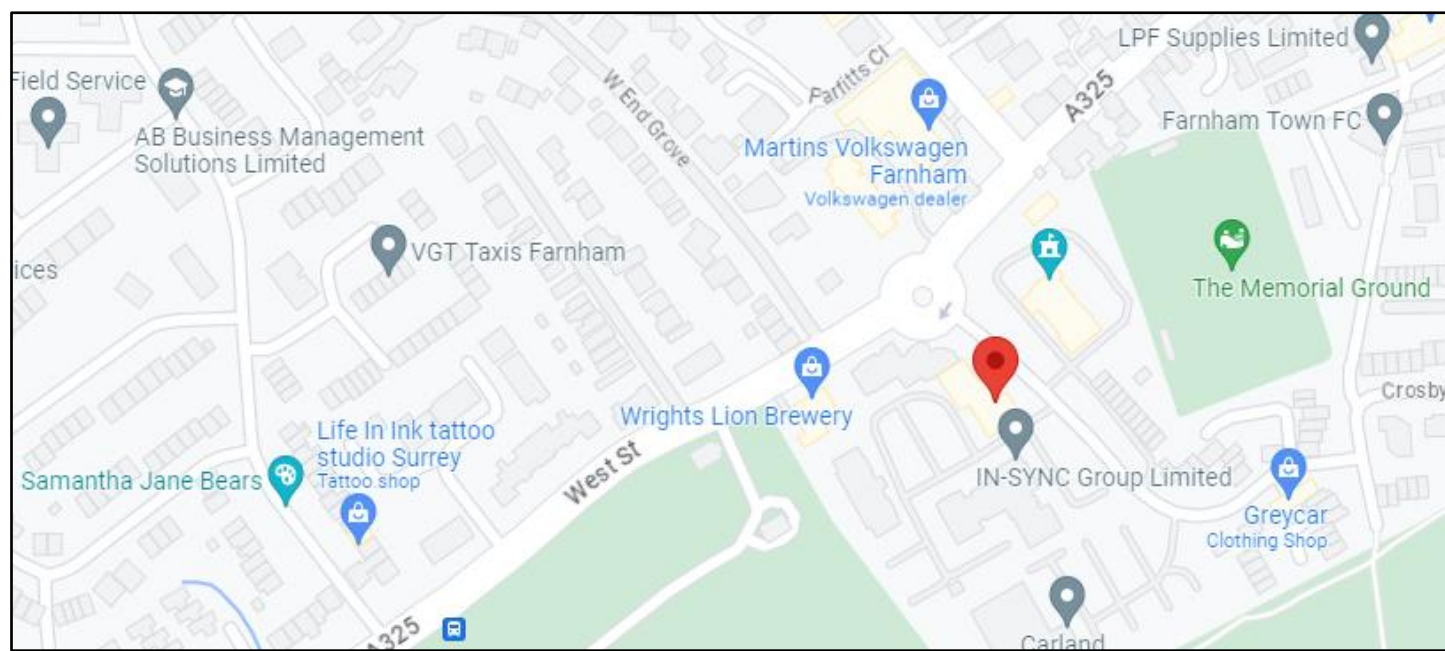 LPF Supplies Limited
A325
Parfitts Cl
W End Grove
Field Service
AB Business Management
Solutions Limited
Martins Volkswagen
Farnham
Volkswagen dealer
Farnham Town FC
VGT Taxis Farnham
ices
The Memorial Ground
Crosby
Wrights Lion Brewery
Life In Ink tattoo
studio Surrey
Tattoo shop
Samantha Jane Bears
West St
IN-SYNC Group Limited
Greycar
Clothing Shop
A325
Carland